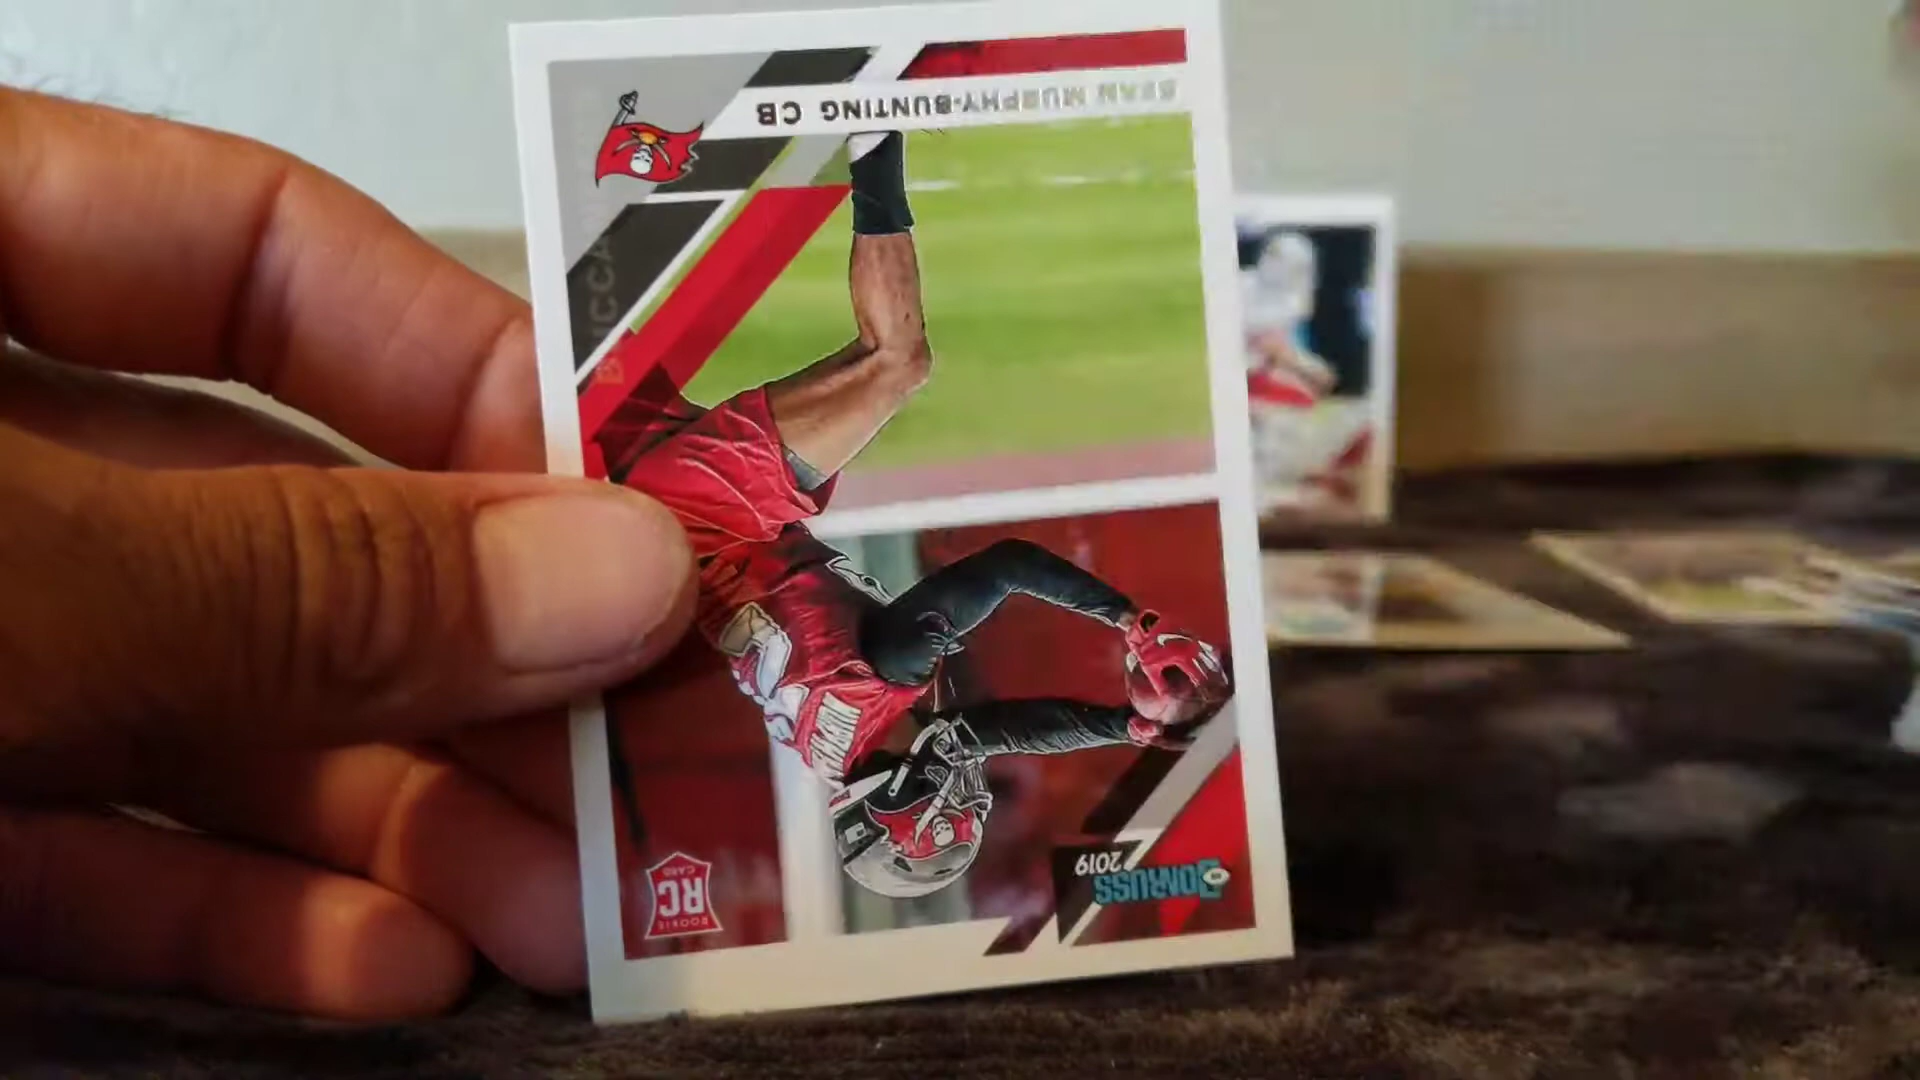 DONRUSS
2019
ROOKIE
RC
CARD
SEAN MURPHY-BUNTING CB